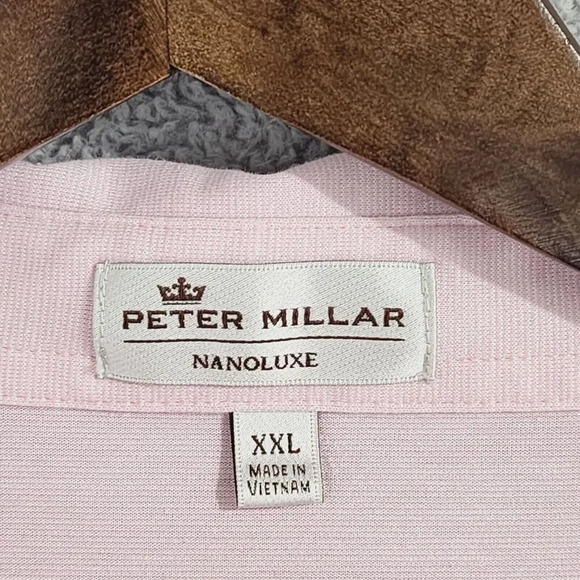 PETER MILLAR
NANOLUXE
XXL
MADE IN
VIETNAM